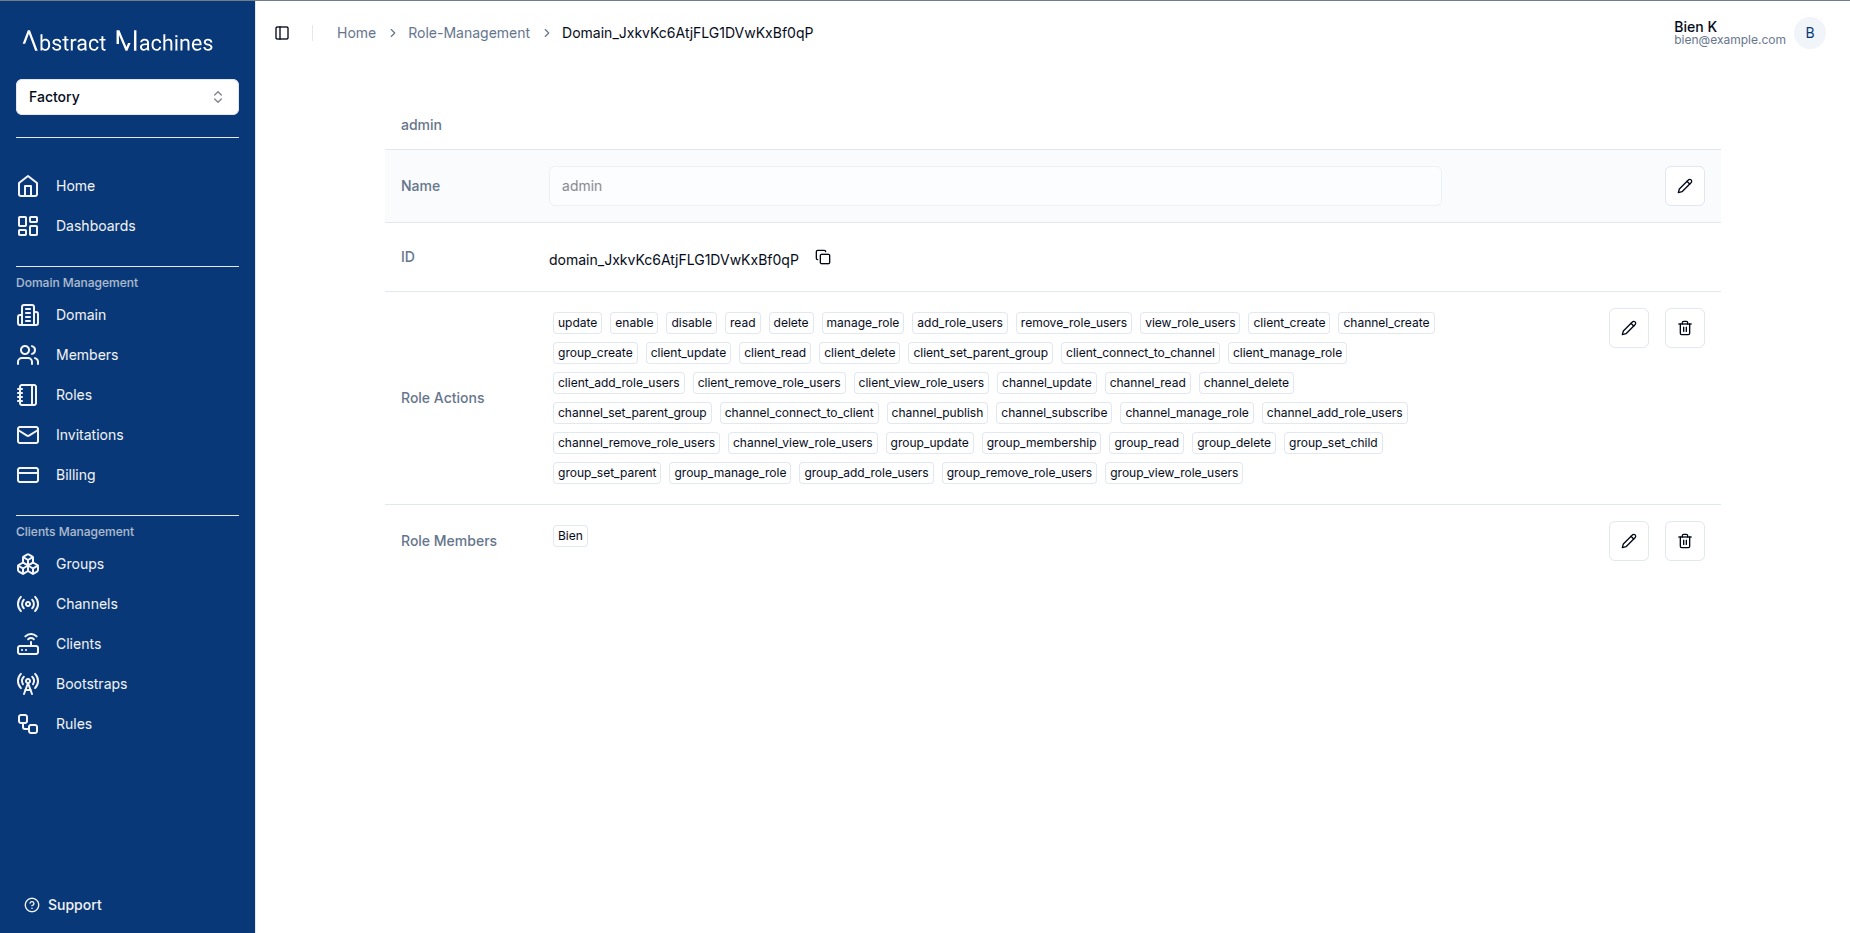 Abstract Machines
Factory
Home
Dashboards
Domain Management
Domain
Members
Roles
Invitations
Billing
Clients Management
Groups
Channels
Clients
Bootstraps
Rules
Support
Home > Role-Management > Domain_JxkvKc6AtjFLG1DVwKxBf0qP
Bien K
bien@example.com
B
admin
Name admin
ID domain_JxkvKc6AtjFLG1DVwKxBf0qP
Role Actions
update enable disable read delete manage_role add_role_users remove_role_users view_role_users client_create channel_create
group_create client_update client_read client_delete client_set_parent_group client_connect_to_channel client_manage_role
client_add_role_users client_remove_role_users client_view_role_users channel_update channel_read channel_delete
channel_set_parent_group channel_connect_to_client channel_publish channel_subscribe channel_manage_role channel_add_role_users
channel_remove_role_users channel_view_role_users group_update group_membership group_read group_delete group_set_child
group_set_parent group_manage_role group_add_role_users group_remove_role_users group_view_role_users
Role Members Bien